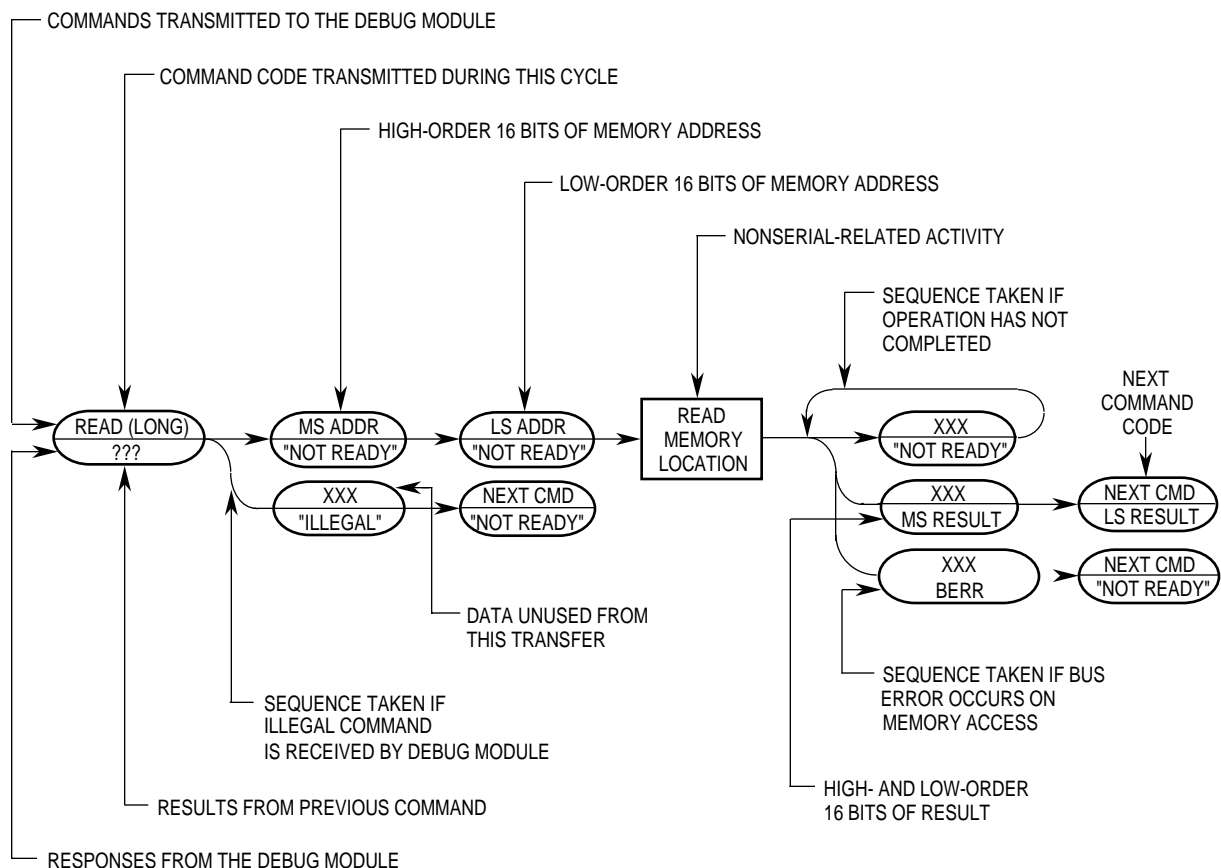 COMMANDS TRANSMITTED TO THE DEBUG MODULE
COMMAND CODE TRANSMITTED DURING THIS CYCLE
HIGH-ORDER 16 BITS OF MEMORY ADDRESS
LOW-ORDER 16 BITS OF MEMORY ADDRESS
NONSERIAL-RELATED ACTIVITY
SEQUENCE TAKEN IF
OPERATION HAS NOT
COMPLETED
NEXT
COMMAND
CODE
READ (LONG)
???
MS ADDR
"NOT READY"
LS ADDR
"NOT READY"
READ
MEMORY
LOCATION
XXX
"NOT READY"
XXX
"ILLEGAL"
NEXT CMD
"NOT READY"
XXX
MS RESULT
NEXT CMD
LS RESULT
XXX
BERR
NEXT CMD
"NOT READY"
DATA UNUSED FROM
THIS TRANSFER
SEQUENCE TAKEN IF
ILLEGAL COMMAND
IS RECEIVED BY DEBUG MODULE
SEQUENCE TAKEN IF BUS
ERROR OCCURS ON
MEMORY ACCESS
HIGH- AND LOW-ORDER
16 BITS OF RESULT
RESULTS FROM PREVIOUS COMMAND
RESPONSES FROM THE DEBUG MODULE